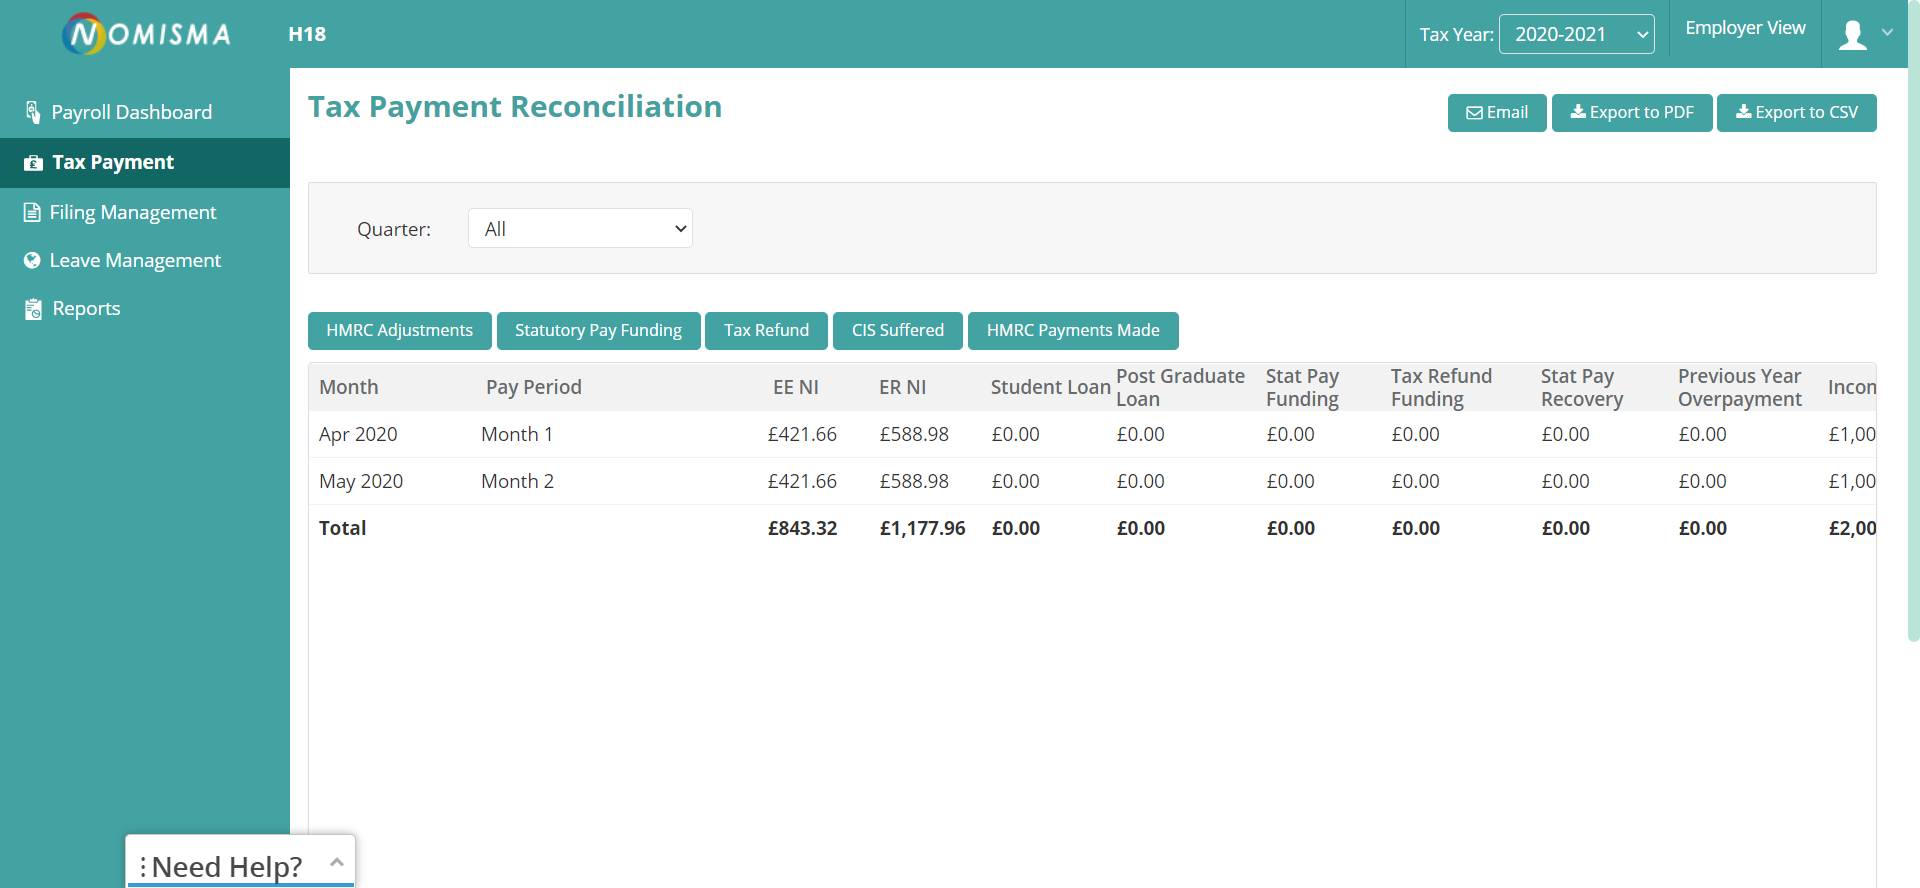 NOMISMA
H18
Tax Year: 2020-2021
Employer View
Payroll Dashboard
Tax Payment
Filing Management
Leave Management
Reports
Tax Payment Reconciliation
Email Export to PDF Export to CSV
Quarter: All
HMRC Adjustments Statutory Pay Funding Tax Refund CIS Suffered HMRC Payments Made
Month Pay Period EE NI ER NI Student Loan Post Graduate Loan Stat Pay Funding Tax Refund Funding Stat Pay Recovery Previous Year Overpayment Incom
Apr 2020 Month 1 £421.66 £588.98 £0.00 £0.00 £0.00 £0.00 £0.00 £0.00 £1,00
May 2020 Month 2 £421.66 £588.98 £0.00 £0.00 £0.00 £0.00 £0.00 £0.00 £1,00
Total £843.32 £1,177.96 £0.00 £0.00 £0.00 £0.00 £0.00 £0.00 £2,00
Need Help?